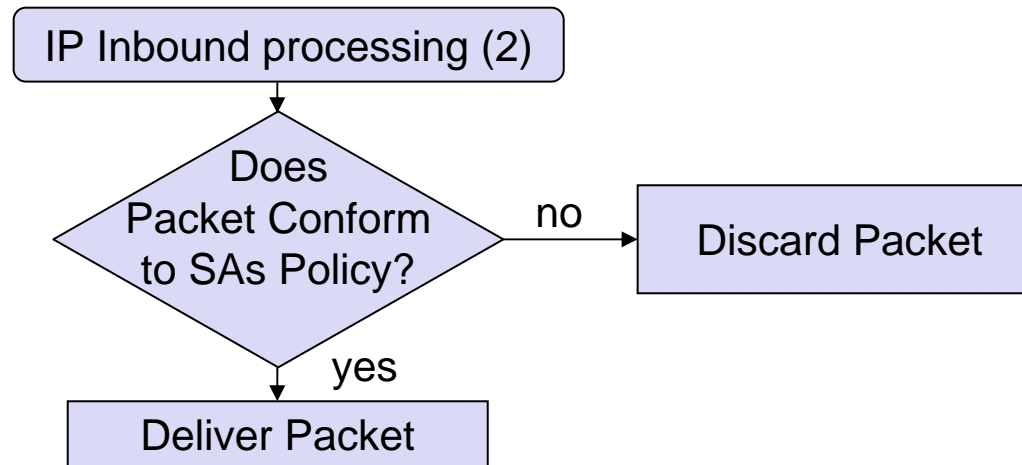 IP Inbound processing (2)
Does
Packet Conform
to SAs Policy?
no
Discard Packet
yes
Deliver Packet